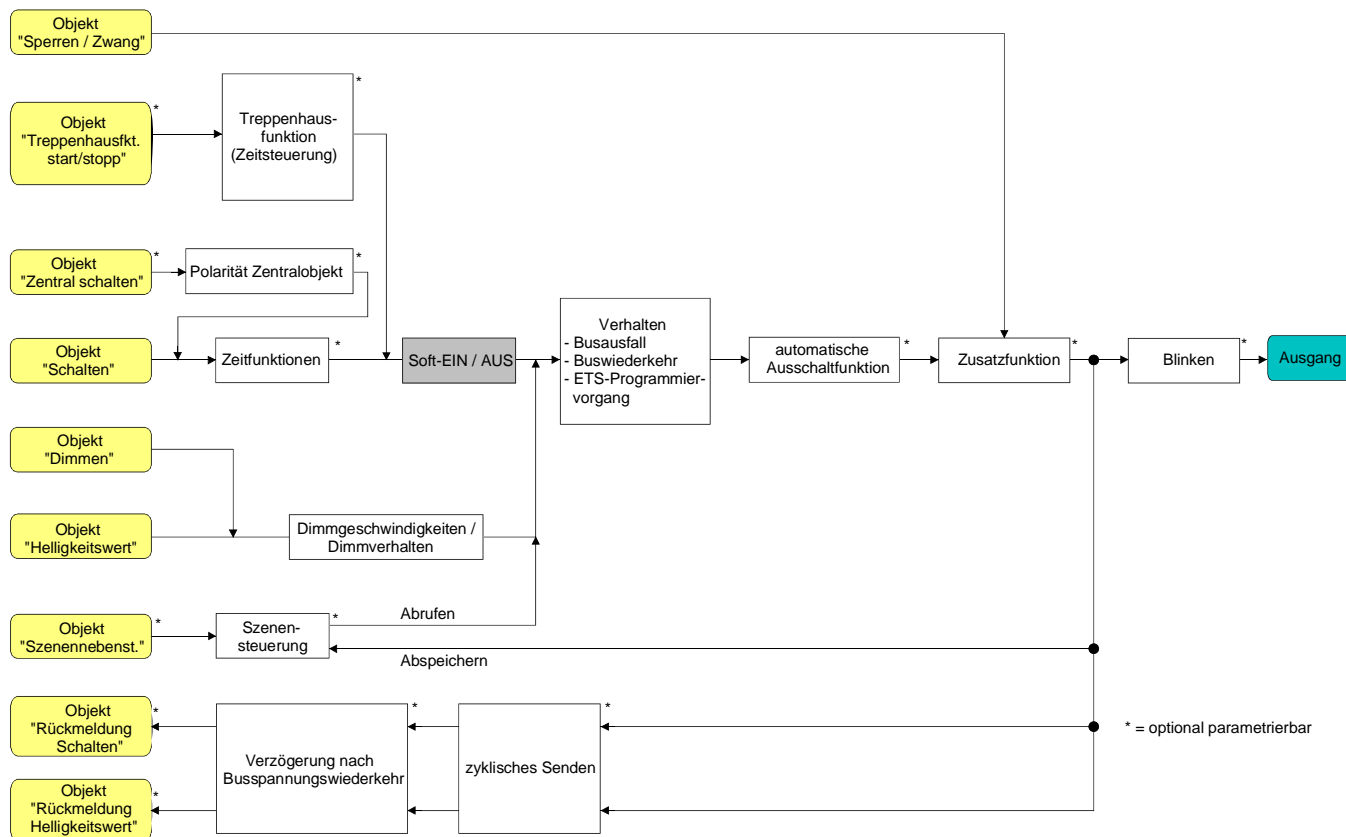 Objekt
"Sperren / Zwang"
*
*
Objekt
"Treppenhausfkt.
start/stopp"
Treppenhaus-
funktion
(Zeitsteuerung)
*
*
Objekt
"Zentral schalten"
Polarität Zentralobjekt
Objekt
"Schalten"
Zeitfunktionen
*
Soft-EIN / AUS
Verhalten
- Busausfall
- Buswiederkehr
- ETS-Programmier-
vorgang
automatische
Ausschaltfunktion
*
Zusatzfunktion
*
Blinken
*
Ausgang
Objekt
"Dimmen"
Objekt
"Helligkeitswert"
Dimmgeschwindigkeiten /
Dimmverhalten
Objekt
"Szenennebenst."
*
Szenen-
steuerung
*
Abrufen
Abspeichern
Objekt
"Rückmeldung
Schalten"
*
Verzögerung nach
Busspannungswiederkehr
*
zyklisches Senden
*
* = optional parametrierbar
Objekt
"Rückmeldung
Helligkeitswert"
*